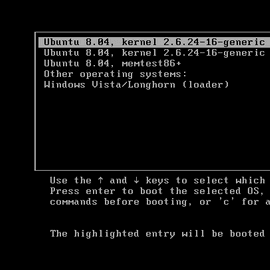 Ubuntu 8.04, kernel 2.6.24-16-generic
Ubuntu 8.04, kernel 2.6.24-16-generic
Ubuntu 8.04, memtest86+
Other operating systems:
Windows Vista/Longhorn (loader)
Use the ↑ and ↓ keys to select which
Press enter to boot the selected OS,
commands before booting, or 'c' for a
The highlighted entry will be booted